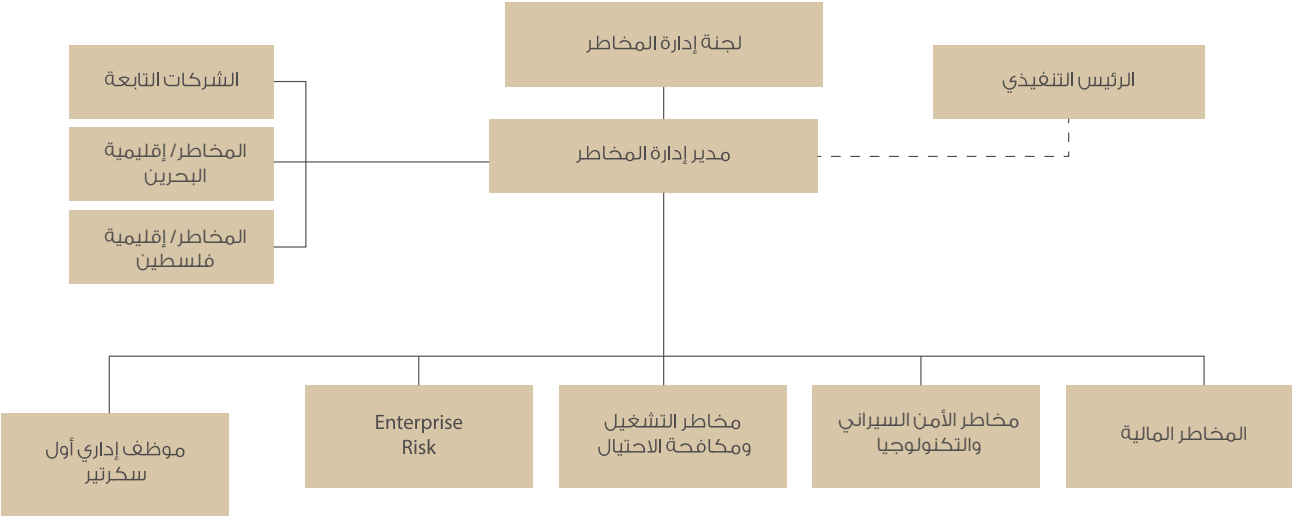 لجنة إدارة المخاطر
الرئيس التنفيذي
الشركات التابعة
مدير إدارة المخاطر
المخاطر/ إقليمية
البحرين
المخاطر/ إقليمية
فلسطين
المخاطر المالية
مخاطر الأمن السيراني
والتكنولوجيا
مخاطر التشغيل
ومكافحة الاحتيال
Enterprise
Risk
موظف إداري أول
سكرتير